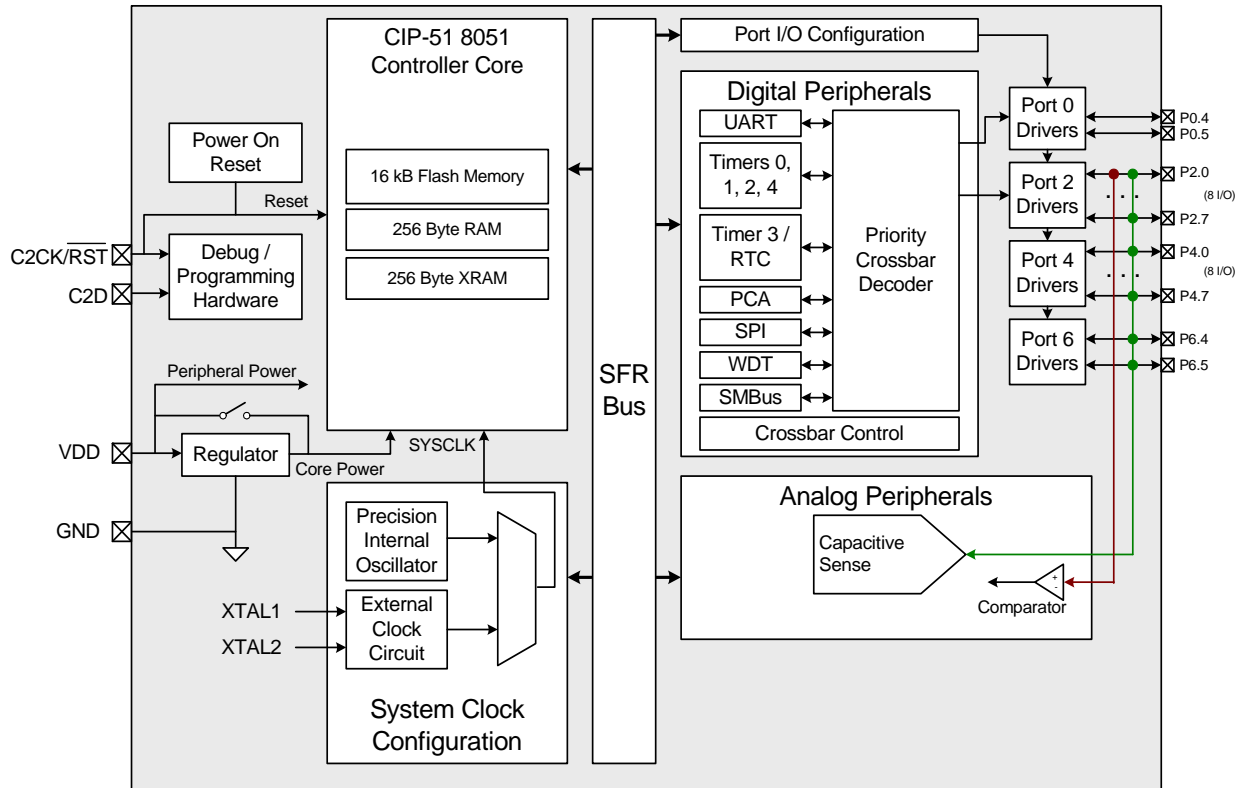 CIP-51 8051
Controller Core
16 kB Flash Memory
256 Byte RAM
256 Byte XRAM
Power On
Reset
Reset
C2CK/RST
C2D
Debug /
Programming
Hardware
Peripheral Power
VDD
Regulator
Core Power
SYSCLK
GND
Precision
Internal
Oscillator
XTAL1
XTAL2
External
Clock
Circuit
System Clock
Configuration
SFR
Bus
Port I/O Configuration
Digital Peripherals
UART
Timers 0,
1, 2, 4
Timer 3 /
RTC
PCA
SPI
WDT
SMBus
Priority
Crossbar
Decoder
Crossbar Control
Analog Peripherals
Capacitive
Sense
+
-
Comparator
Port 0
Drivers
Port 2
Drivers
Port 4
Drivers
Port 6
Drivers
. . .
. . .
P0.4
P0.5
P2.0
(8 I/O)
P2.7
P4.0
(8 I/O)
P4.7
P6.4
P6.5